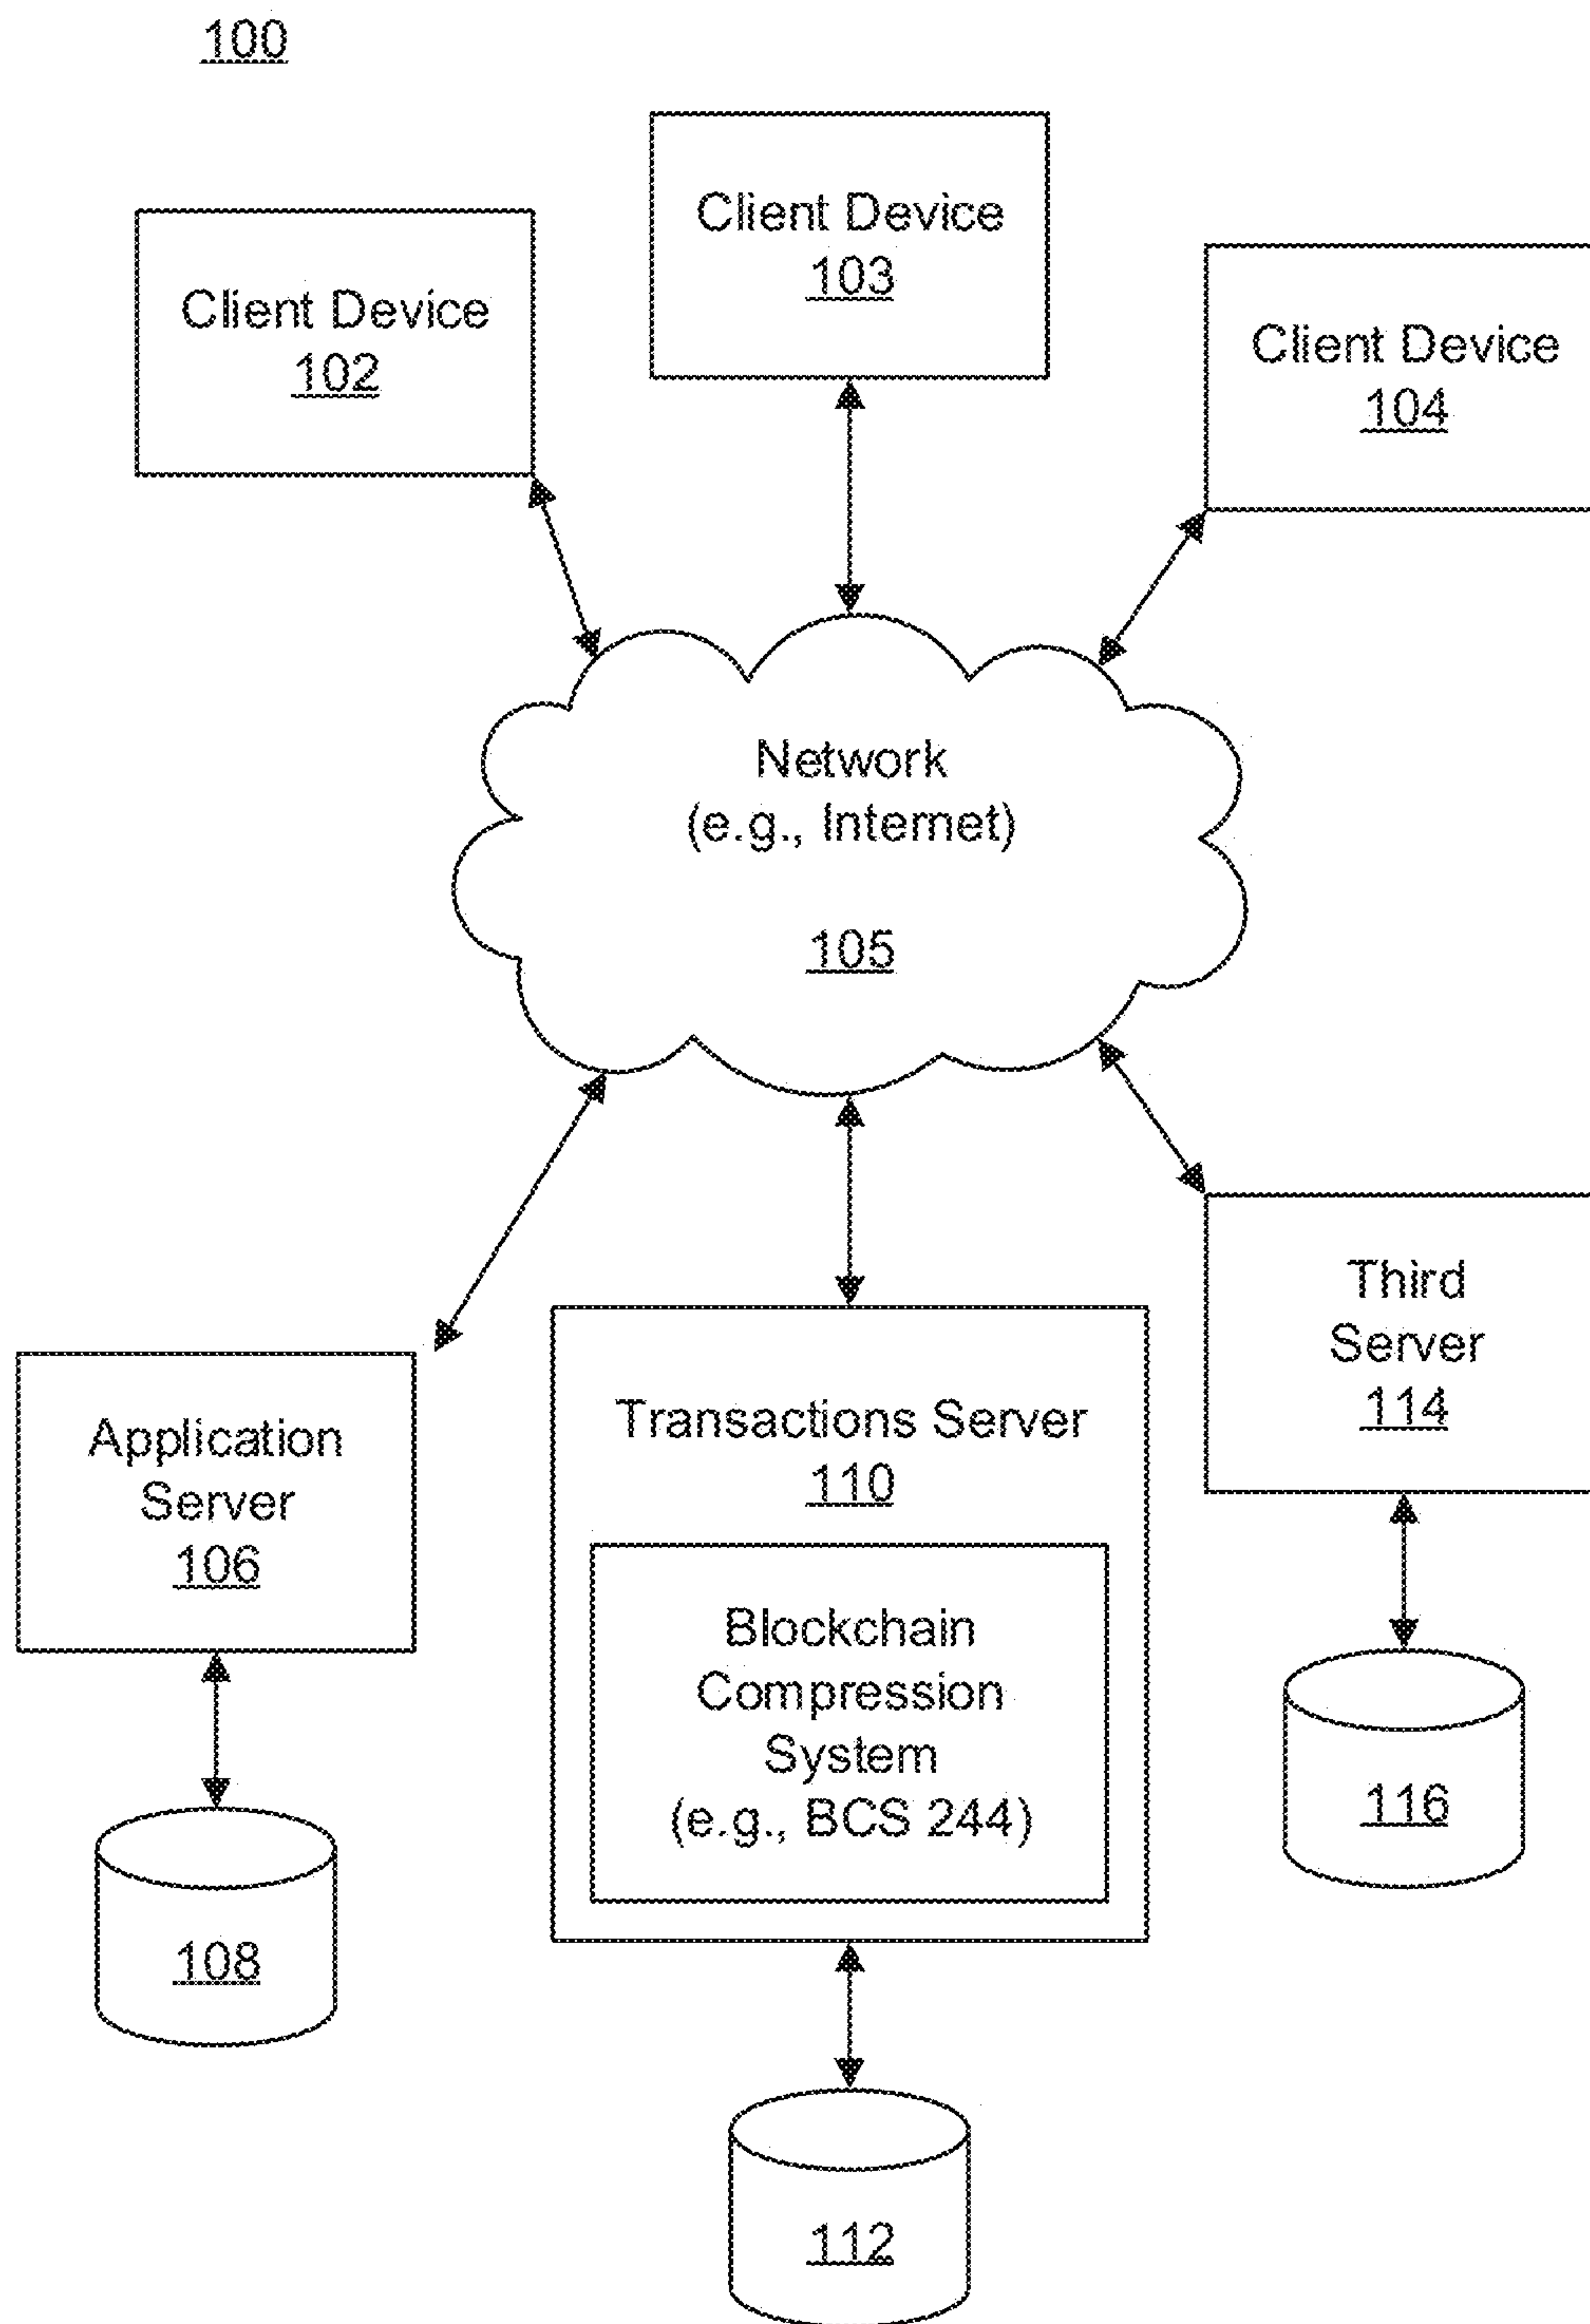 100
Client Device
102
Client Device
103
Client Device
104
Network
(e.g., Internet)
105
Application
Server
106
108
Transactions Server
110
Blockchain
Compression
System
(e.g., BCS 244)
112
Third
Server
114
116